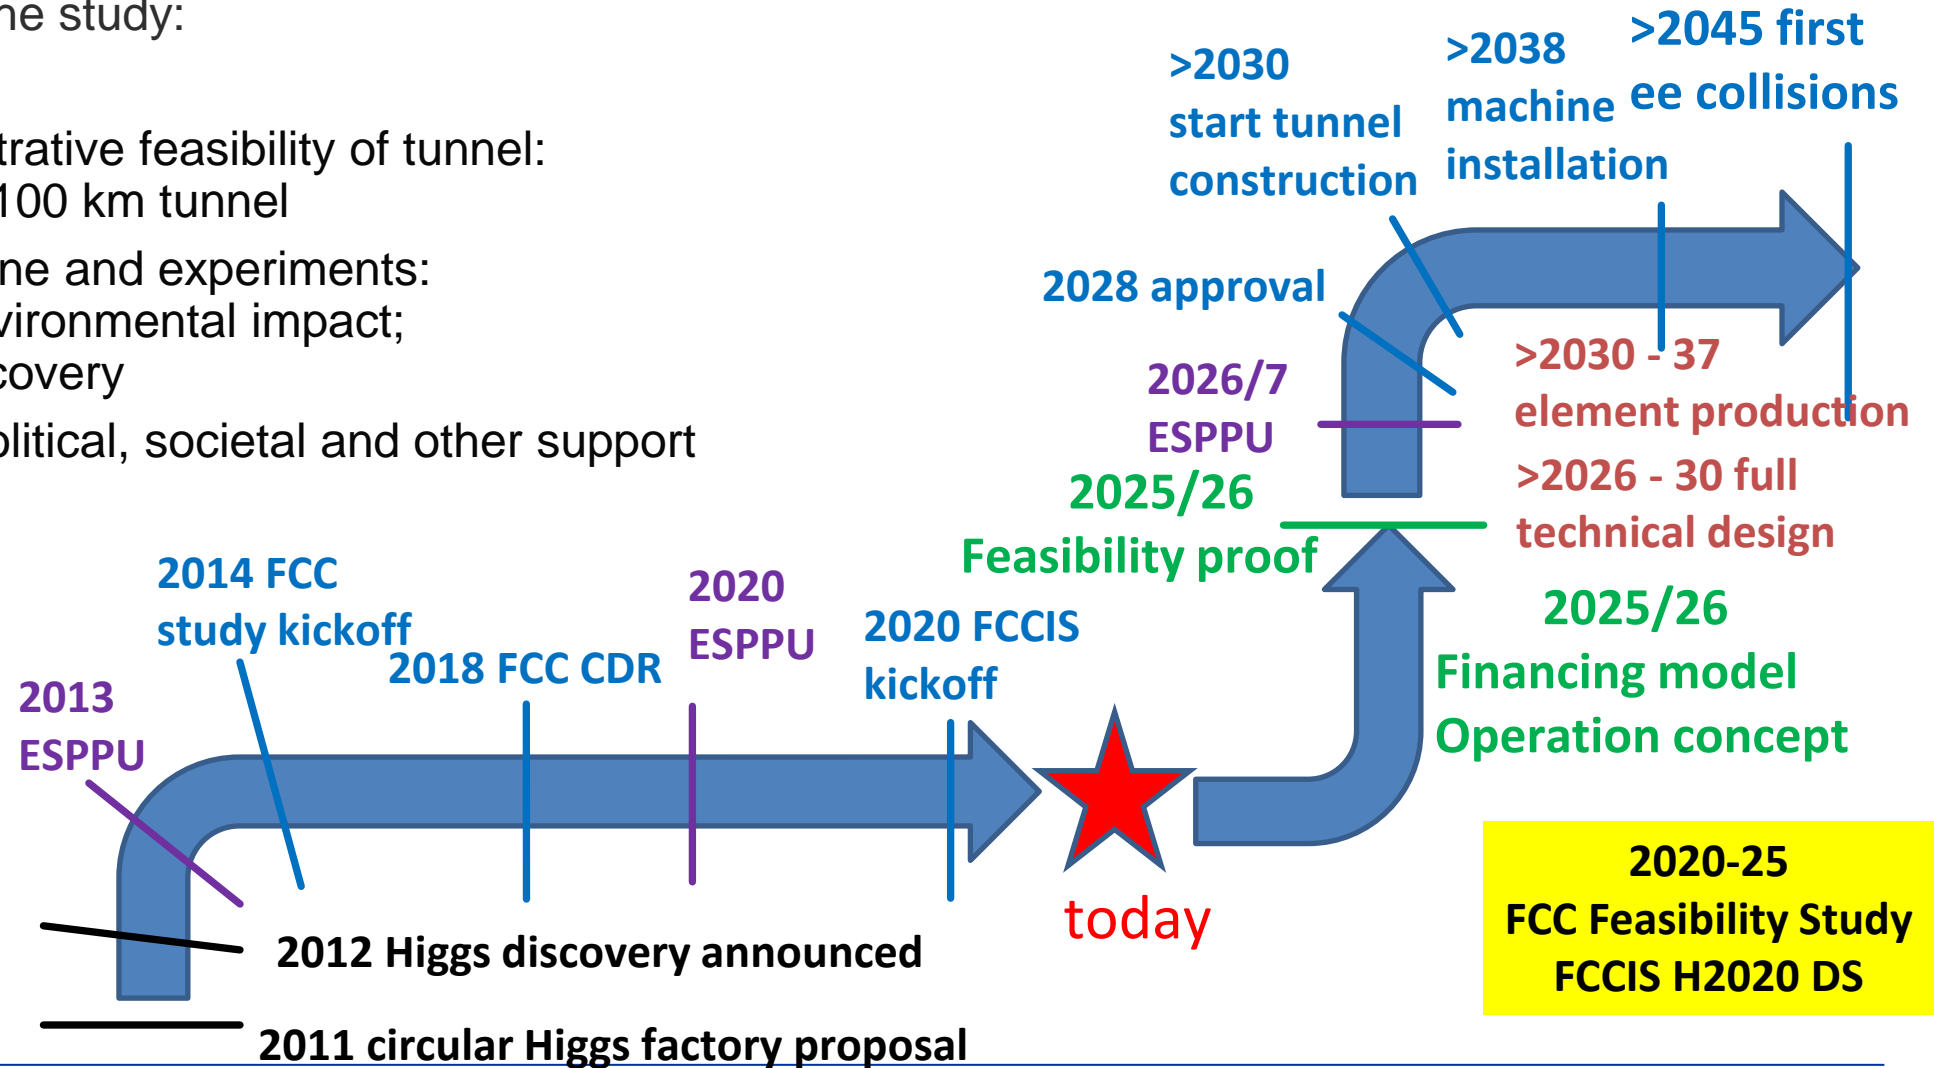 ne study:
trative feasibility of tunnel:
100 km tunnel
ne and experiments:
vironmental impact;
covery
olitical, societal and other support
>2030
start tunnel
construction
>2038
machine
installation
>2045 first
ee collisions
2028 approval
2026/7
ESPPU
>2030 - 37
element production
>2026 - 30 full
technical design
2025/26
Feasibility proof
2025/26
Financing model
Operation concept
2014 FCC
study kickoff
2018 FCC CDR
2020
ESPPU
2020 FCCIS
kickoff
2013
ESPPU
today
2012 Higgs discovery announced
2011 circular Higgs factory proposal
2020-25
FCC Feasibility Study
FCCIS H2020 DS